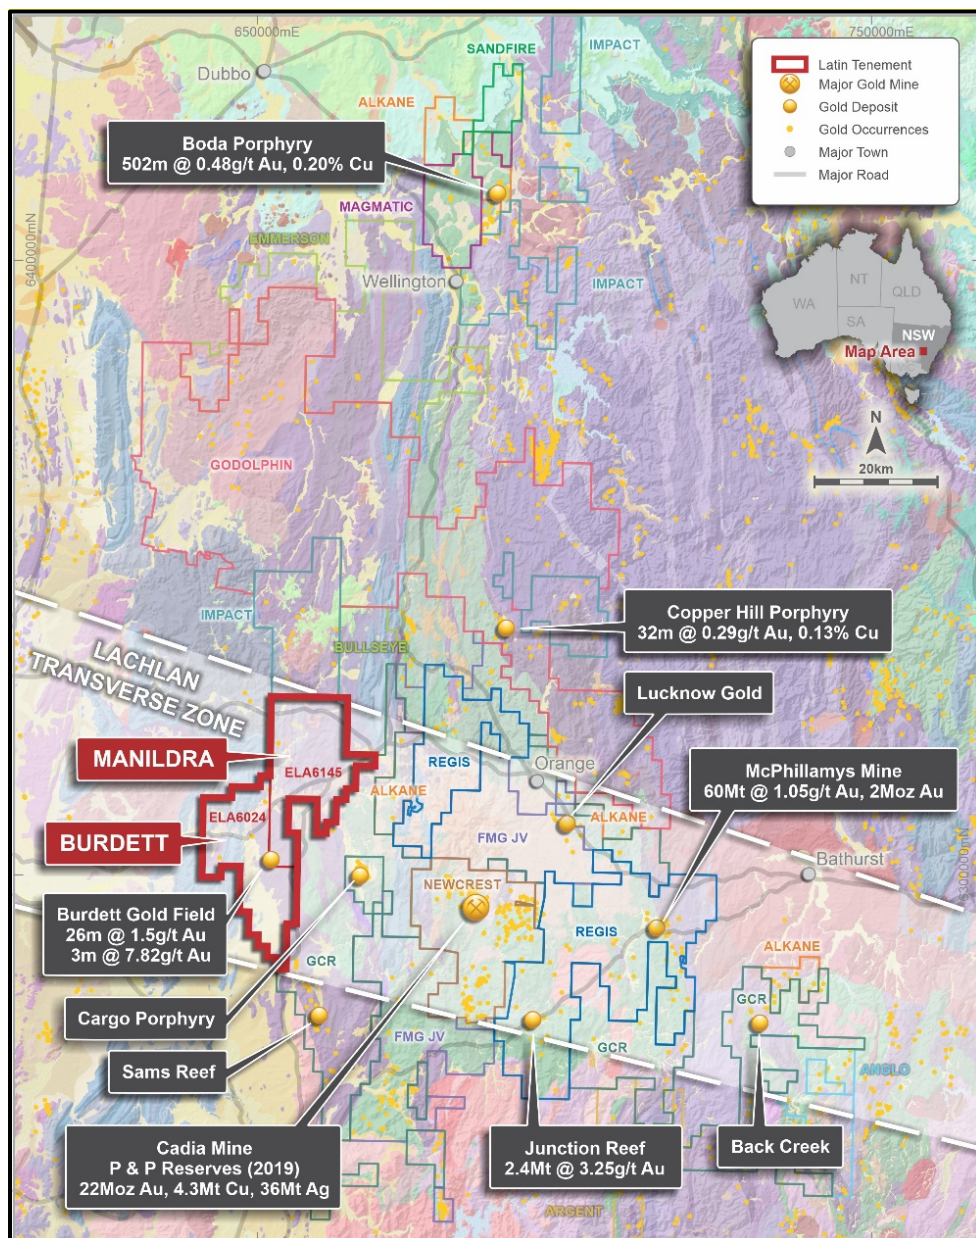 650000mE
750000mE
SANDFIRE
IMPACT
Dubbo
ALKANE
Latin Tenement
Major Gold Mine
Gold Deposit
Gold Occurrences
Major Town
Major Road
Boda Porphyry
502m @ 0.48g/t Au, 0.20% Cu
MAGMATIC
EMMERSON
6400000mN
Wellington
IMPACT
WA
NT
QLD
SA
NSW
Map Area
N
20km
GODOLPHIN
IMPACT
BULLSEYE
Copper Hill Porphyry
32m @ 0.29g/t Au, 0.13% Cu
LACHLAN
TRANSVERSE ZONE
Lucknow Gold
MANILDRA
ELA6145
REGIS
Orange
McPhillamys Mine
60Mt @ 1.05g/t Au, 2Moz Au
ALKANE
ELA6024
ALKANE
BURDETT
FMG JV
Bathurst
6300000mN
NEWCREST
Burdett Gold Field
26m @ 1.5g/t Au
3m @ 7.82g/t Au
REGIS
ALKANE
GCR
GCR
Cargo Porphyry
FMG JV
GCR
ANGLO
Sams Reef
Cadia Mine
P & P Reserves (2019)
22Moz Au, 4.3Mt Cu, 36Mt Ag
Junction Reef
2.4Mt @ 3.25g/t Au
Back Creek
ARGENT